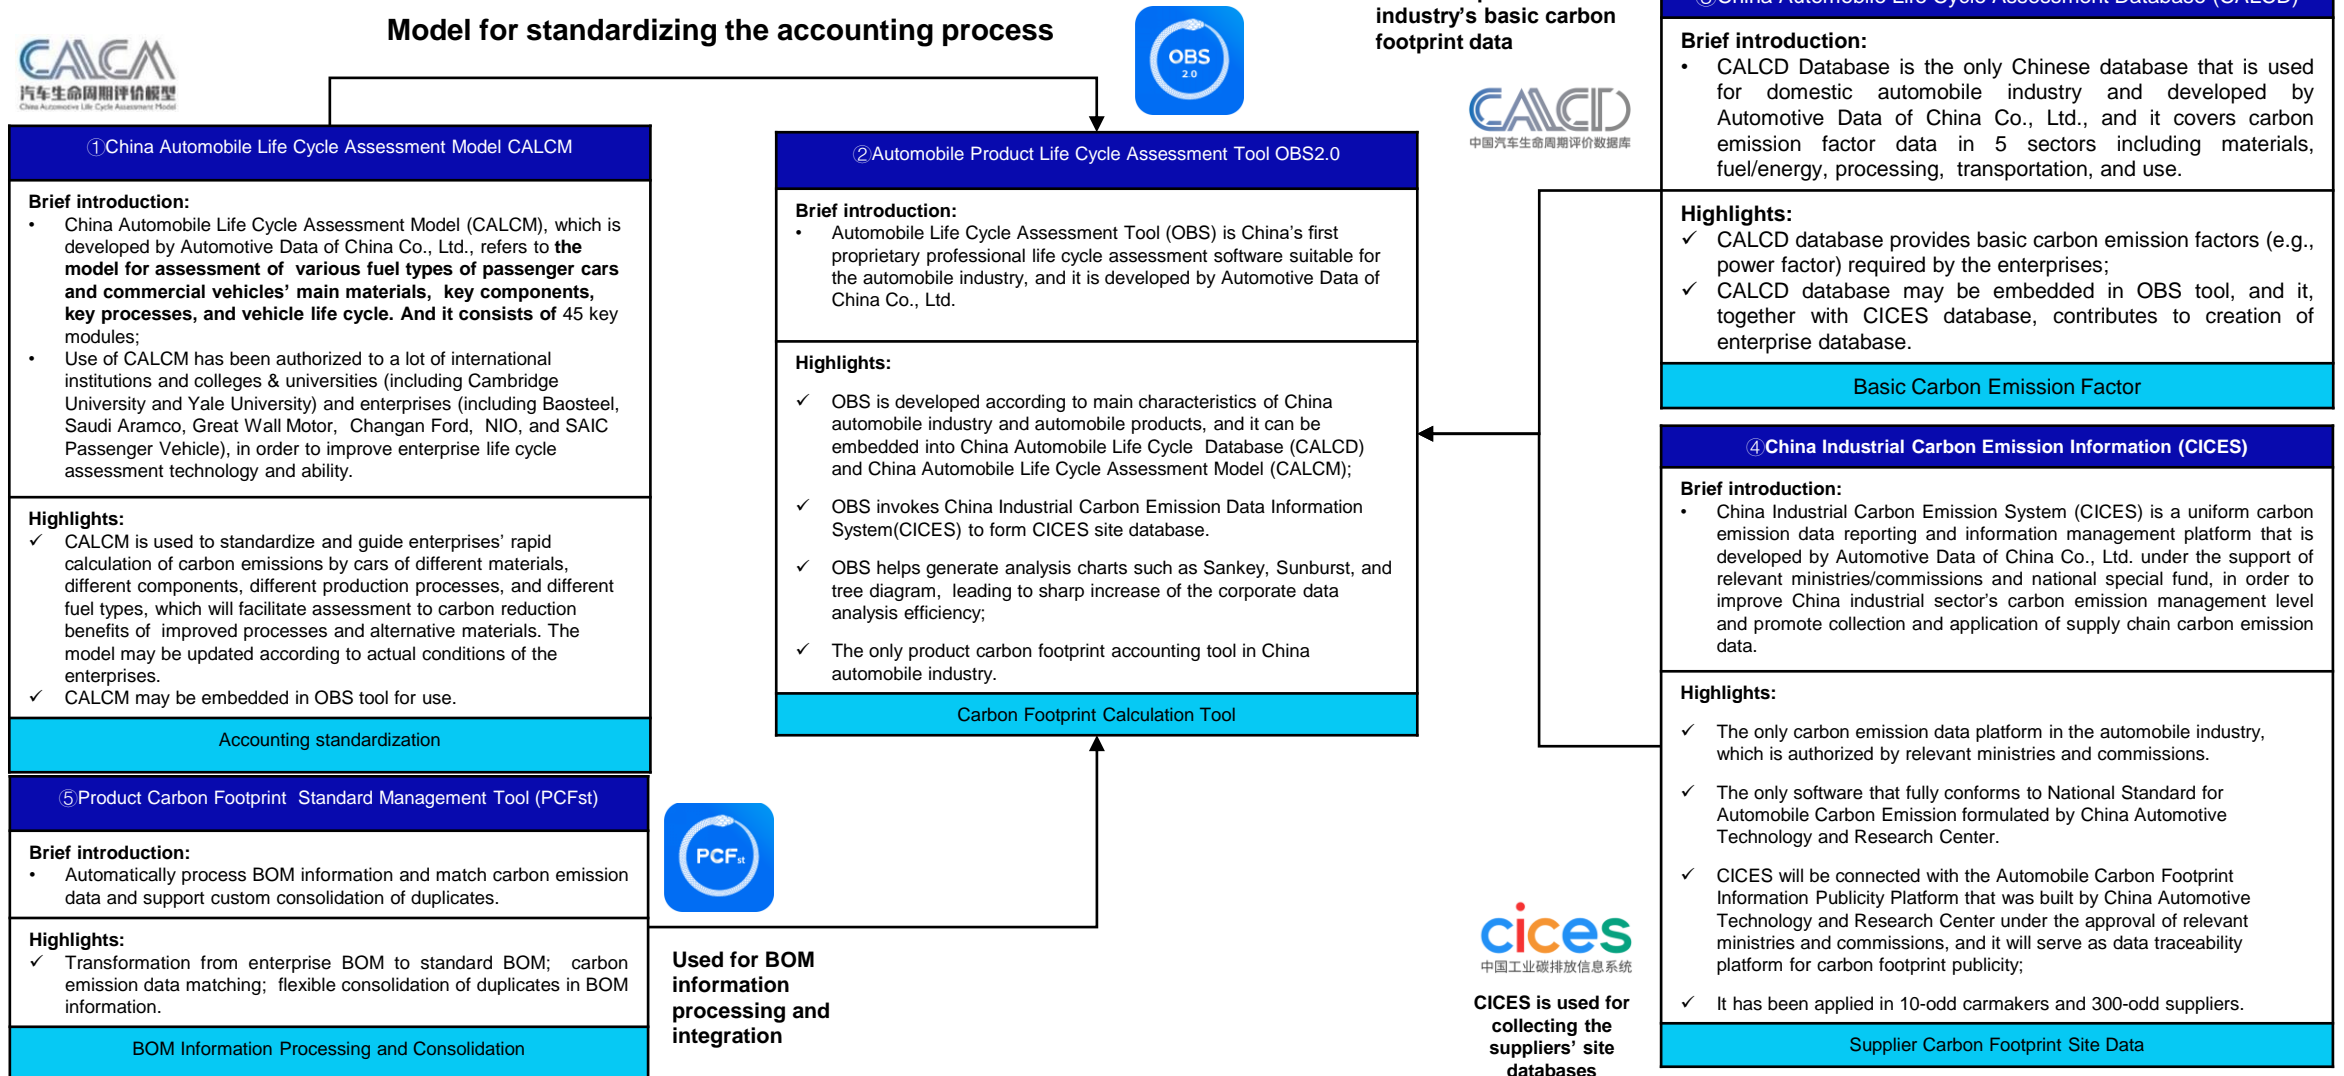 Model for standardizing the accounting process
CALCM
汽车生命周期评价模型
China Automotive Life Cycle Assessment Model
①China Automobile Life Cycle Assessment Model CALCM
Brief introduction:
• China Automobile Life Cycle Assessment Model (CALCM), which is
developed by Automotive Data of China Co., Ltd., refers to the
model for assessment of various fuel types of passenger cars
and commercial vehicles’ main materials, key components,
key processes, and vehicle life cycle. And it consists of 45 key
modules;
• Use of CALCM has been authorized to a lot of international
institutions and colleges & universities (including Cambridge
University and Yale University) and enterprises (including Baosteel,
Saudi Aramco, Great Wall Motor, Changan Ford, NIO, and SAIC
Passenger Vehicle), in order to improve enterprise life cycle
assessment technology and ability.
Highlights:
✓ CALCM is used to standardize and guide enterprises’ rapid
calculation of carbon emissions by cars of different materials,
different components, different production processes, and different
fuel types, which will facilitate assessment to carbon reduction
benefits of improved processes and alternative materials. The
model may be updated according to actual conditions of the
enterprises.
✓ CALCM may be embedded in OBS tool for use.
Accounting standardization
⑤Product Carbon Footprint Standard Management Tool (PCFst)
Brief introduction:
• Automatically process BOM information and match carbon emission
data and support custom consolidation of duplicates.
Highlights:
✓ Transformation from enterprise BOM to standard BOM; carbon
emission data matching; flexible consolidation of duplicates in BOM
information.
BOM Information Processing and Consolidation
PCFst
Used for BOM
information
processing and
integration
OBS
2.0
②Automobile Product Life Cycle Assessment Tool OBS2.0
Brief introduction:
• Automobile Life Cycle Assessment Tool (OBS) is China’s first
proprietary professional life cycle assessment software suitable for
the automobile industry, and it is developed by Automotive Data of
China Co., Ltd.
Highlights:
✓ OBS is developed according to main characteristics of China
automobile industry and automobile products, and it can be
embedded into China Automobile Life Cycle Database (CALCD)
and China Automobile Life Cycle Assessment Model (CALCM);
✓ OBS invokes China Industrial Carbon Emission Data Information
System(CICES) to form CICES site database.
✓ OBS helps generate analysis charts such as Sankey, Sunburst, and
tree diagram, leading to sharp increase of the corporate data
analysis efficiency;
✓ The only product carbon footprint accounting tool in China
automobile industry.
Carbon Footprint Calculation Tool
industry’s basic carbon
footprint data
CALCD
中国汽车生命周期评价数据库
③China Automobile Life Cycle Assessment Database (CALCD)
Brief introduction:
• CALCD Database is the only Chinese database that is used
for domestic automobile industry and developed by
Automotive Data of China Co., Ltd., and it covers carbon
emission factor data in 5 sectors including materials,
fuel/energy, processing, transportation, and use.
Highlights:
✓ CALCD database provides basic carbon emission factors (e.g.,
power factor) required by the enterprises;
✓ CALCD database may be embedded in OBS tool, and it,
together with CICES database, contributes to creation of
enterprise database.
Basic Carbon Emission Factor
④China Industrial Carbon Emission Information (CICES)
Brief introduction:
• China Industrial Carbon Emission System (CICES) is a uniform carbon
emission data reporting and information management platform that is
developed by Automotive Data of China Co., Ltd. under the support of
relevant ministries/commissions and national special fund, in order to
improve China industrial sector’s carbon emission management level
and promote collection and application of supply chain carbon emission
data.
Highlights:
✓ The only carbon emission data platform in the automobile industry,
which is authorized by relevant ministries and commissions.
✓ The only software that fully conforms to National Standard for
Automobile Carbon Emission formulated by China Automotive
Technology and Research Center.
✓ CICES will be connected with the Automobile Carbon Footprint
Information Publicity Platform that was built by China Automotive
Technology and Research Center under the approval of relevant
ministries and commissions, and it will serve as data traceability
platform for carbon footprint publicity;
✓ It has been applied in 10-odd carmakers and 300-odd suppliers.
Supplier Carbon Footprint Site Data
cices
中国工业碳排放信息系统
CICES is used for
collecting the
suppliers’ site
databases